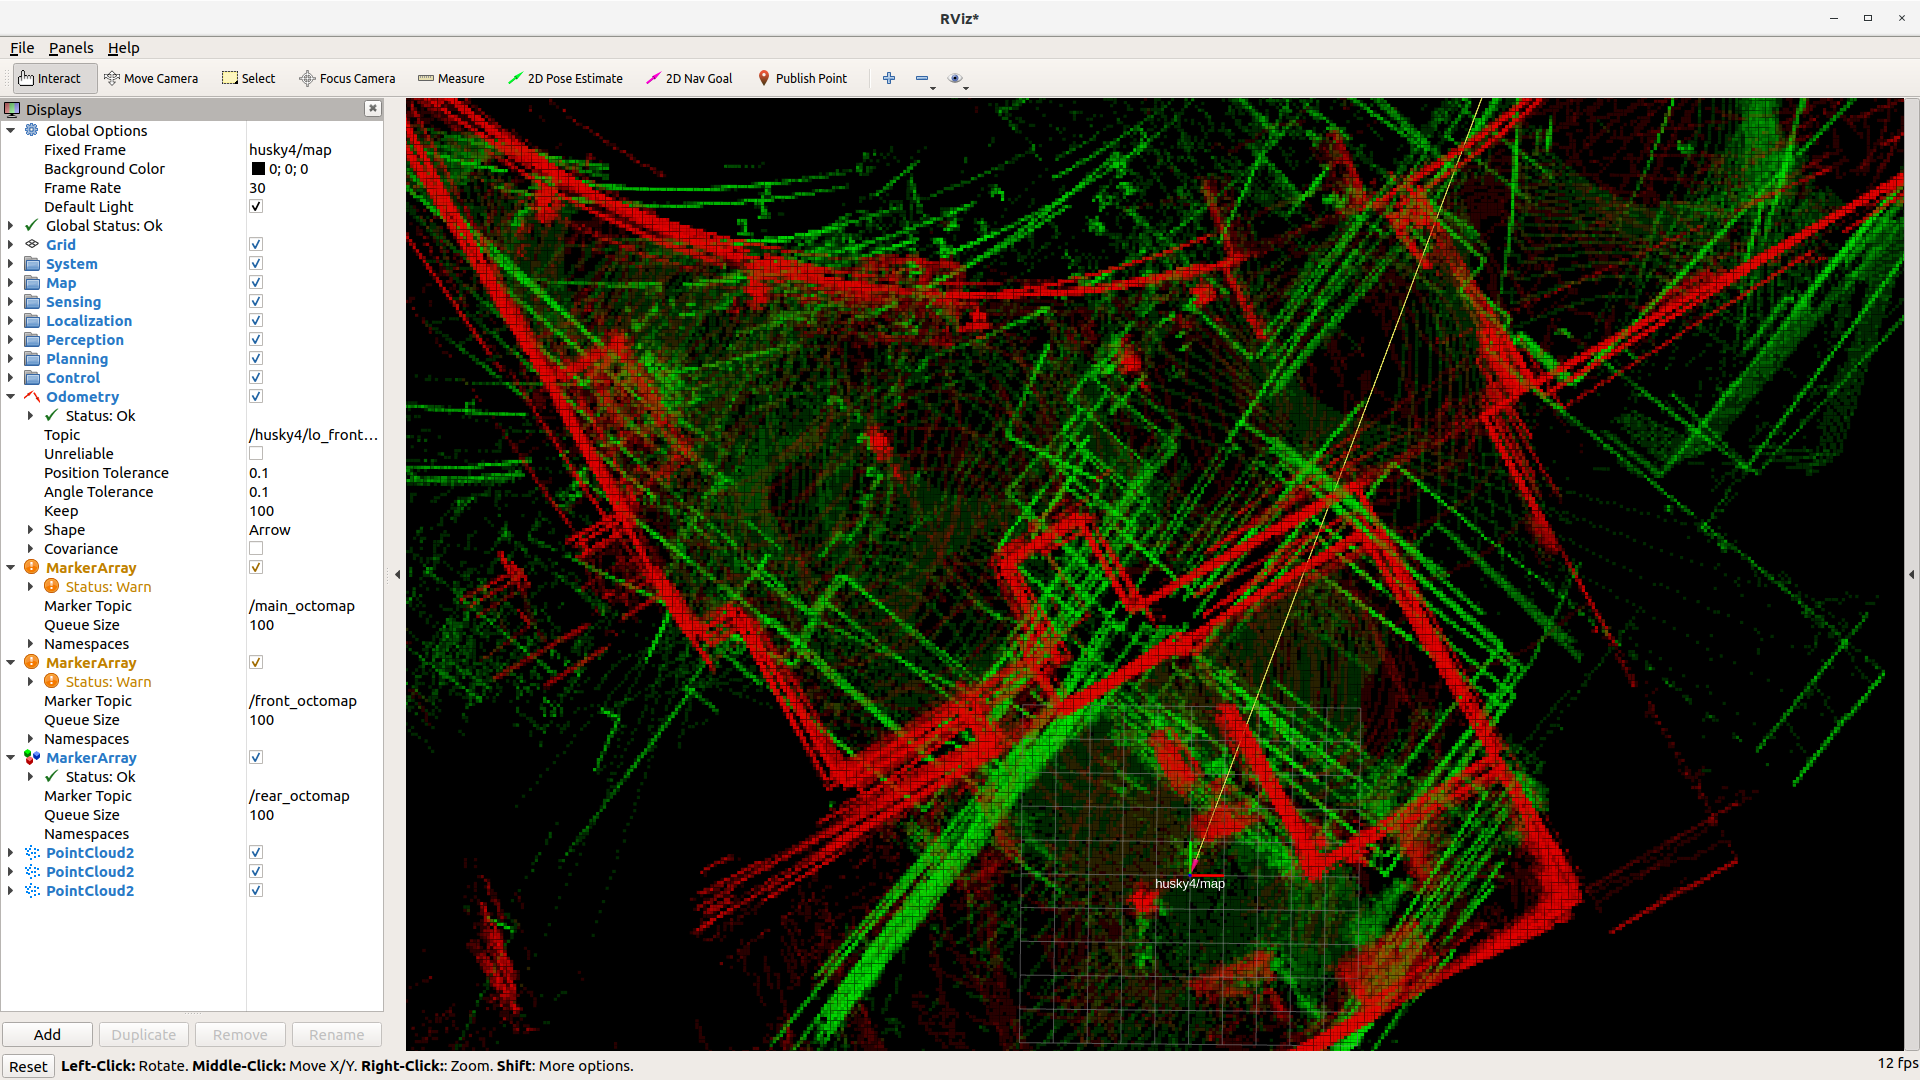 RViz*
File Panels Help
Interact Move Camera Select Focus Camera Measure 2D Pose Estimate 2D Nav Goal Publish Point
Displays
Global Options
Fixed Frame husky4/map
Background Color 0; 0; 0
Frame Rate 30
Default Light
Global Status: Ok
Grid
System
Map
Sensing
Localization
Perception
Planning
Control
Odometry
Status: Ok
Topic /husky4/lo_front...
Unreliable
Position Tolerance 0.1
Angle Tolerance 0.1
Keep 100
Shape Arrow
Covariance
MarkerArray
Status: Warn
Marker Topic /main_octomap
Queue Size 100
Namespaces
MarkerArray
Status: Warn
Marker Topic /front_octomap
Queue Size 100
Namespaces
MarkerArray
Status: Ok
Marker Topic /rear_octomap
Queue Size 100
Namespaces
PointCloud2
PointCloud2
PointCloud2
husky4/map
Add Duplicate Remove Rename
Reset Left-Click: Rotate. Middle-Click: Move X/Y. Right-Click:: Zoom. Shift: More options. 12 fps